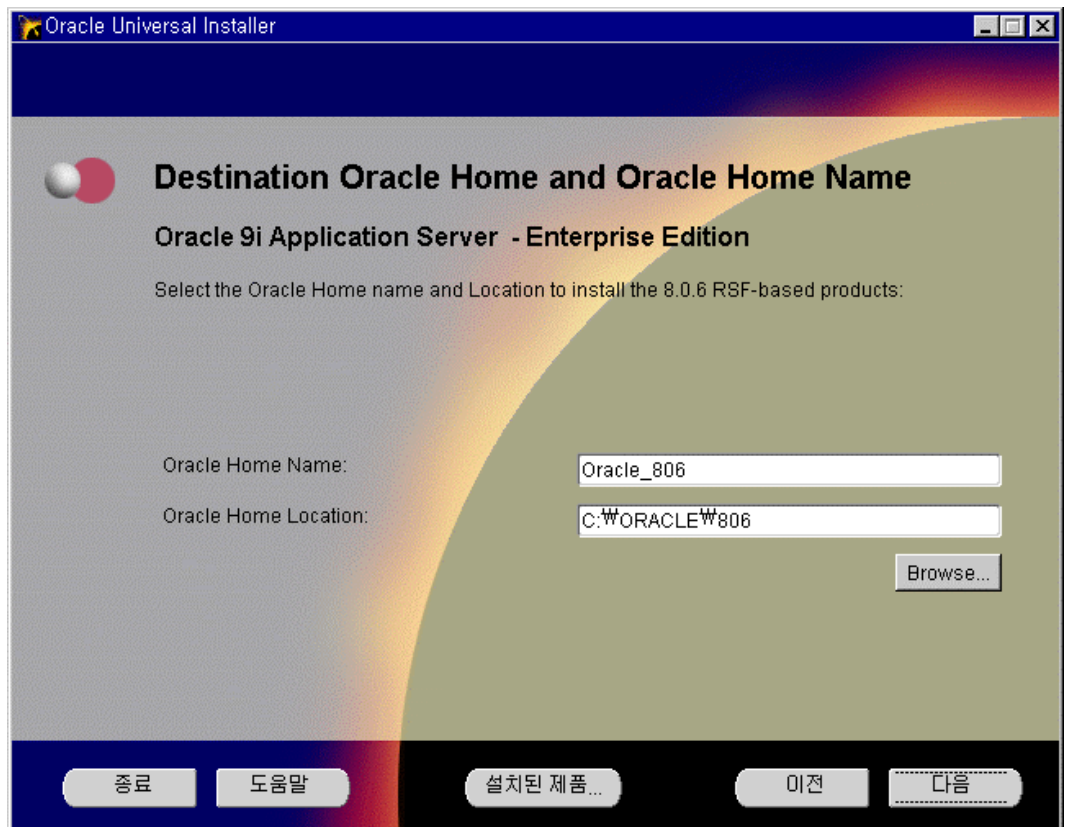 Oracle Universal Installer
Destination Oracle Home and Oracle Home Name
Oracle 9i Application Server - Enterprise Edition
Select the Oracle Home name and Location to install the 8.0.6 RSF-based products:
Oracle Home Name:
Oracle_806
Oracle Home Location:
C:₩ORACLE₩806
Browse...
종료
도움말
설치된 제품...
이전
다음